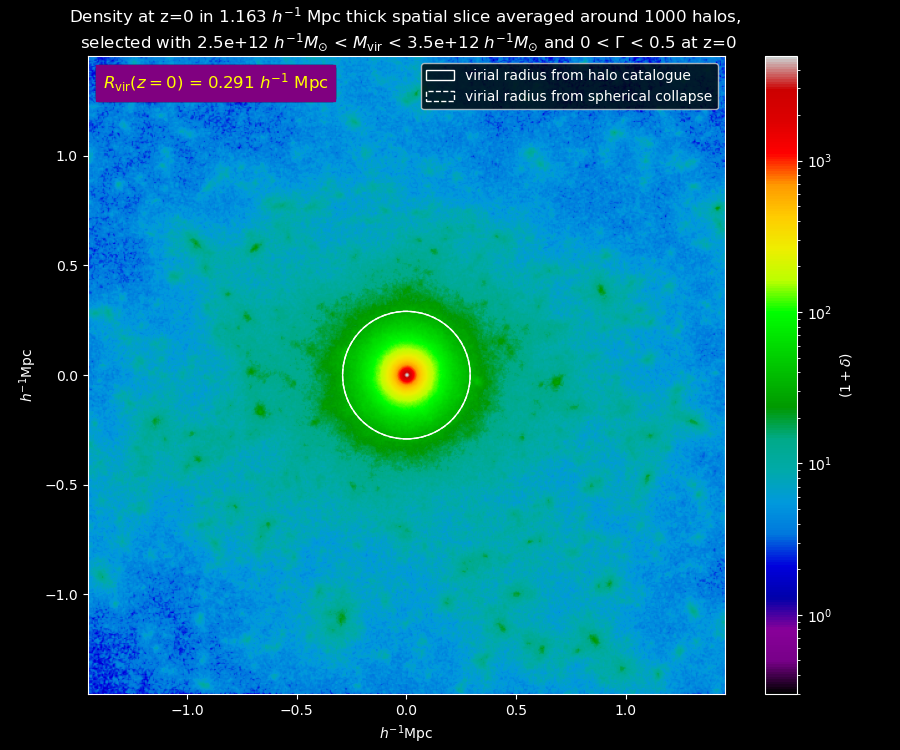 Density at z=0 in 1.163 h⁻¹ Mpc thick spatial slice averaged around 1000 halos,
selected with 2.5e+12 h⁻¹M⊙ < Mvir < 3.5e+12 h⁻¹M⊙ and 0 < Γ < 0.5 at z=0
Rvir(z = 0) = 0.291 h⁻¹ Mpc
virial radius from halo catalogue
virial radius from spherical collapse
1.0
0.5
0.0
−0.5
−1.0
h⁻¹Mpc
−1.0 −0.5 0.0 0.5 1.0
h⁻¹Mpc
10³
10²
10¹
10⁰
(1 + δ)